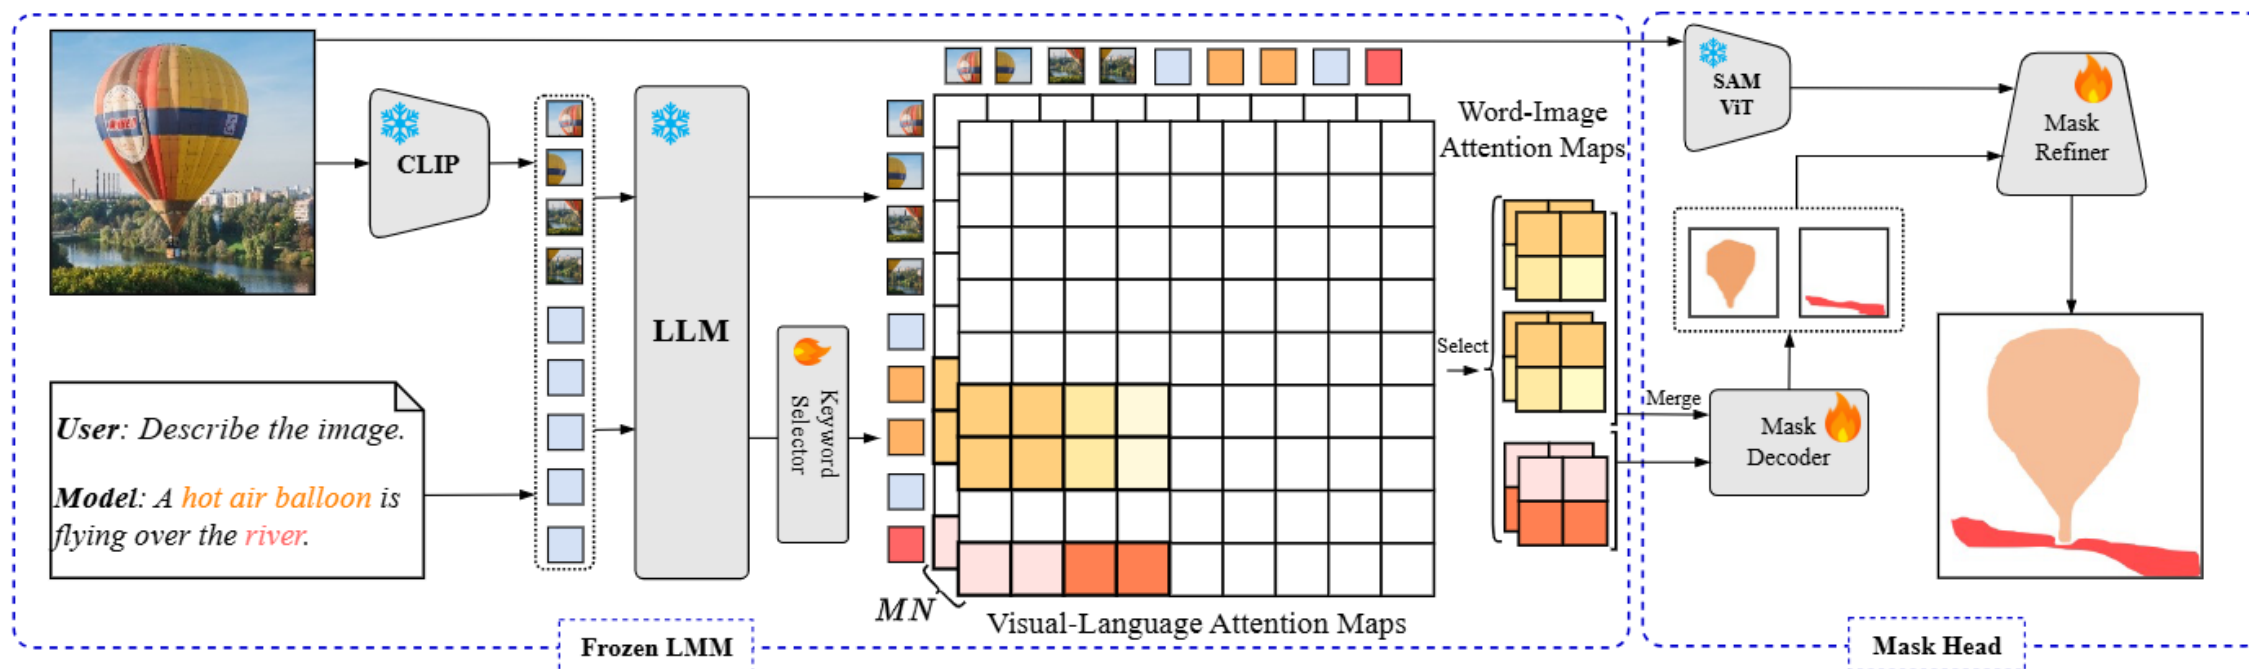 CLIP
User: Describe the image.
Model: A hot air balloon is
flying over the river.
LLM
Keyword
Selector
MN
Visual-Language Attention Maps
Word-Image
Attention Maps
Select
Frozen LMM
SAM
ViT
Mask
Refiner
Merge
Mask
Decoder
Mask Head